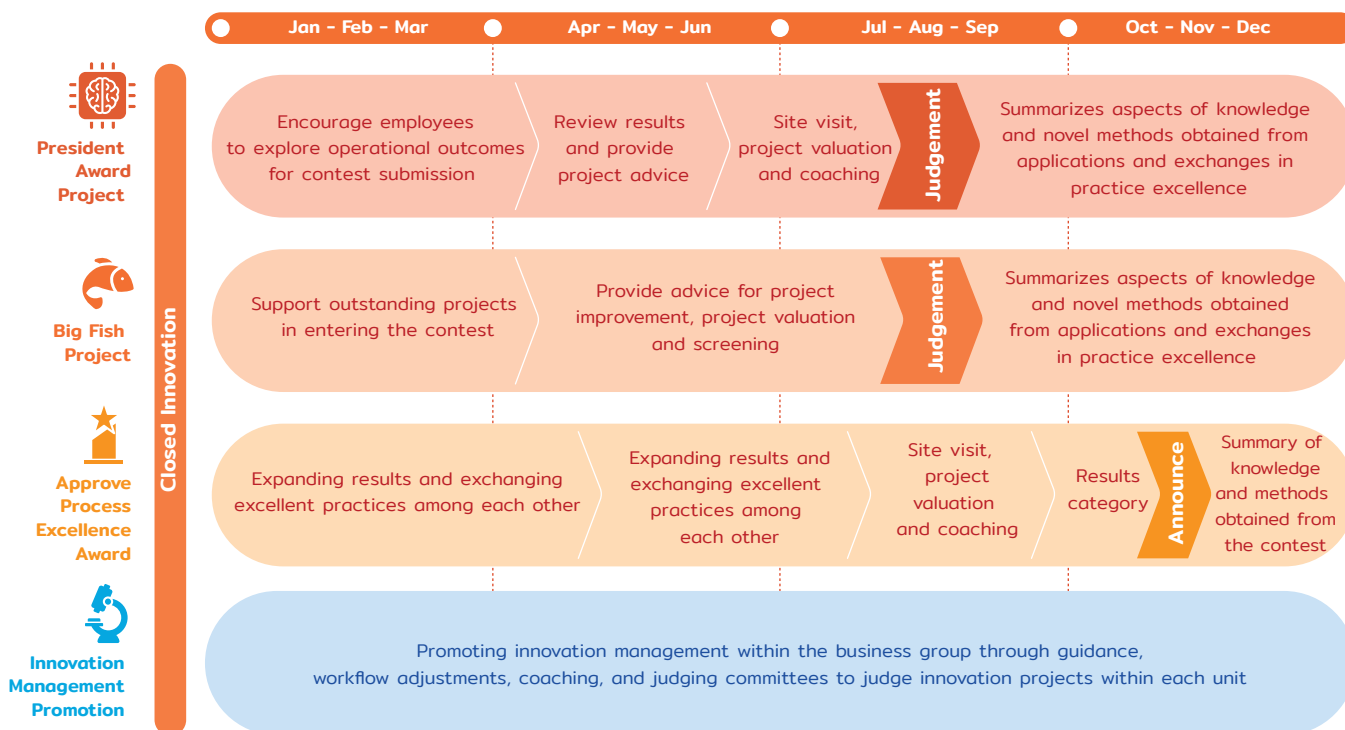 Jan - Feb - Mar
Apr - May - Jun
Jul - Aug - Sep
Oct - Nov - Dec
Closed Innovation
President
Award
Project
Encourage employees
to explore operational outcomes
for contest submission
Review results
and provide
project advice
Site visit,
project valuation
and coaching
Judgement
Summarizes aspects of knowledge
and novel methods obtained from
applications and exchanges in
practice excellence
Big Fish
Project
Support outstanding projects
in entering the contest
Provide advice for project
improvement, project valuation
and screening
Judgement
Summarizes aspects of knowledge
and novel methods obtained
from applications and exchanges
in practice excellence
Approve
Process
Excellence
Award
Expanding results and exchanging
excellent practices among each other
Expanding results and
exchanging excellent
practices among
each other
Site visit,
project
valuation
and coaching
Results
category
Announce
Summary of
knowledge
and methods
obtained from
the contest
Innovation
Management
Promotion
Promoting innovation management within the business group through guidance,
workflow adjustments, coaching, and judging committees to judge innovation projects within each unit